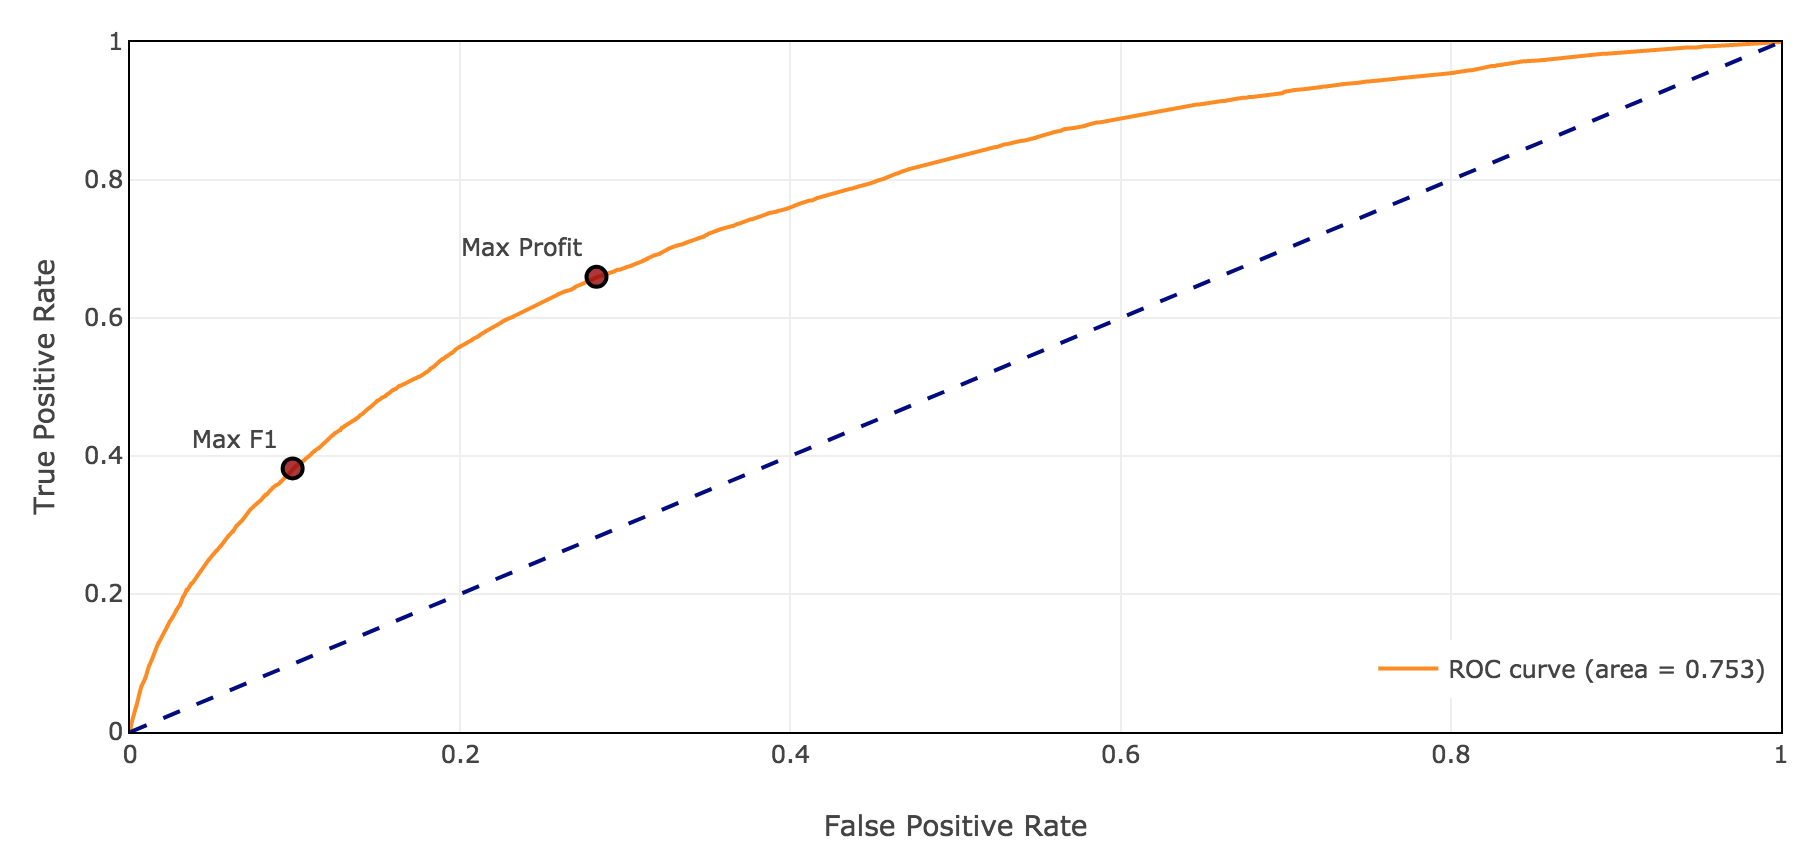 1
0.8
0.6
0.4
0.2
0
True Positive Rate
Max Profit
Max F1
ROC curve (area = 0.753)
0
0.2
0.4
0.6
0.8
1
False Positive Rate